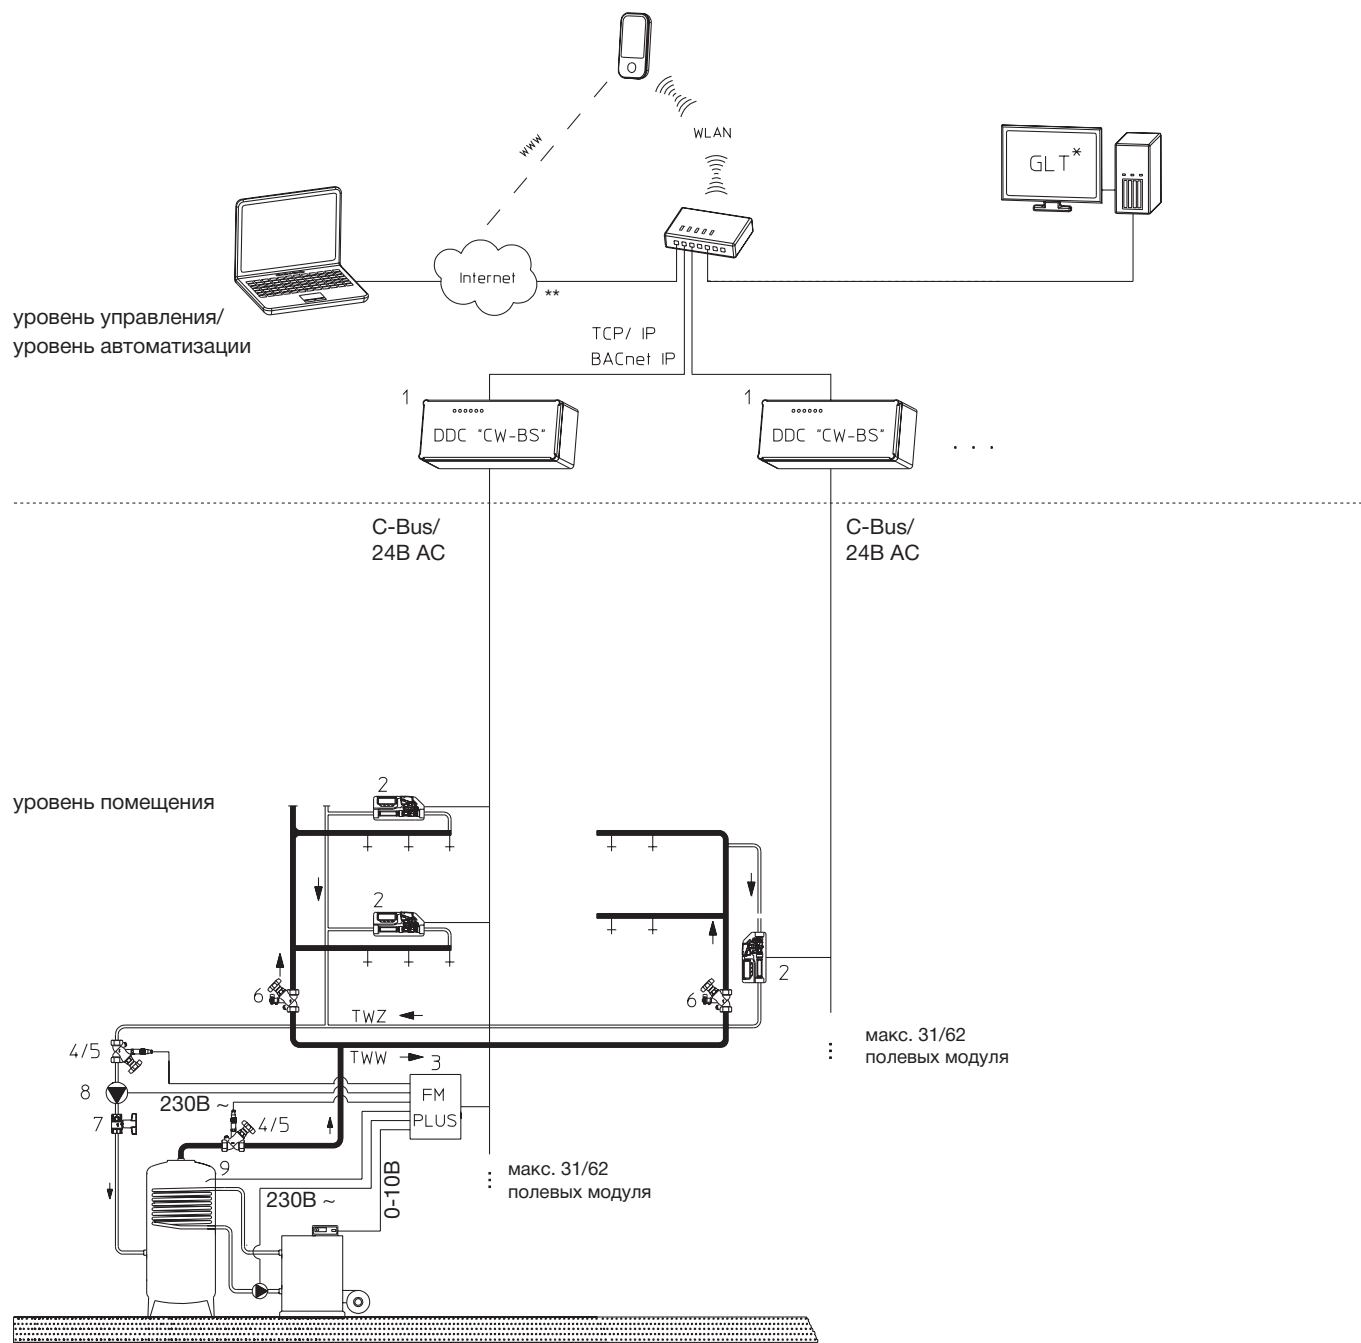 WLAN
www
GLT*
Internet
**
уровень управления/
уровень автоматизации
TCP/ IP
BACnet IP
1
1
DDC "CW-BS"
DDC "CW-BS"
. . .
C-Bus/
24В AC
C-Bus/
24В AC
2
уровень помещения
2
2
6
6
TWZ
макс. 31/62
полевых модуля
4/5
TWW
3
8
FM
PLUS
230В ~
7
4/5
9
макс. 31/62
полевых модуля
230В ~
0-10В